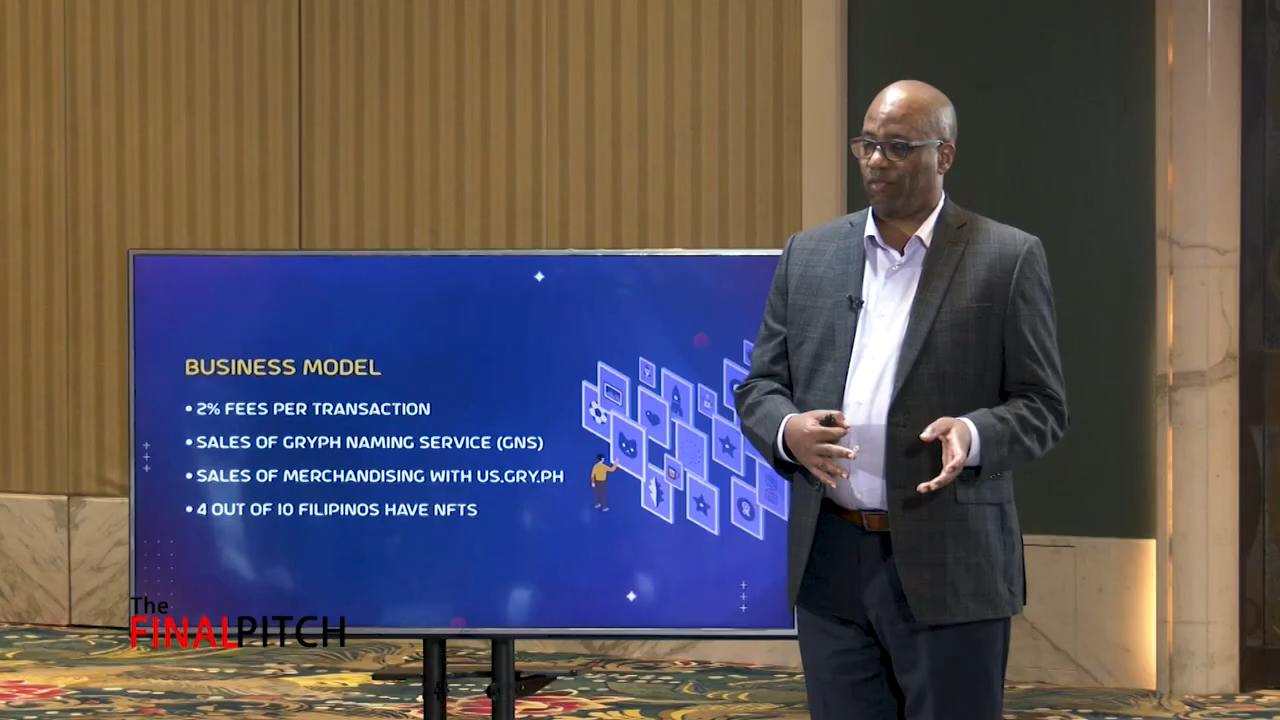 BUSINESS MODEL
• 2% FEES PER TRANSACTION
• SALES OF GRYPH NAMING SERVICE (GNS)
• SALES OF MERCHANDISING WITH US.GRY.PH
• 4 OUT OF 10 FILIPINOS HAVE NFTS
The
FINALPITCH